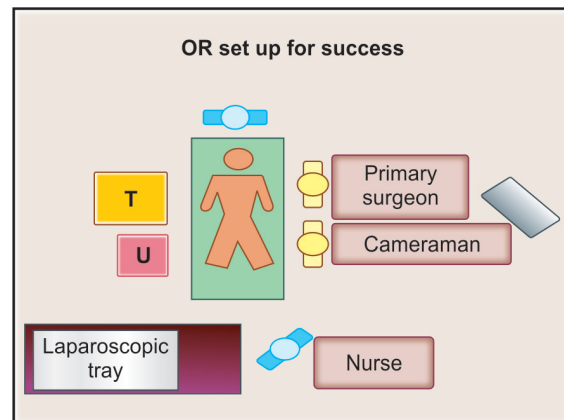 OR set up for success
T
Primary
surgeon
U
Cameraman
Laparoscopic
tray
Nurse